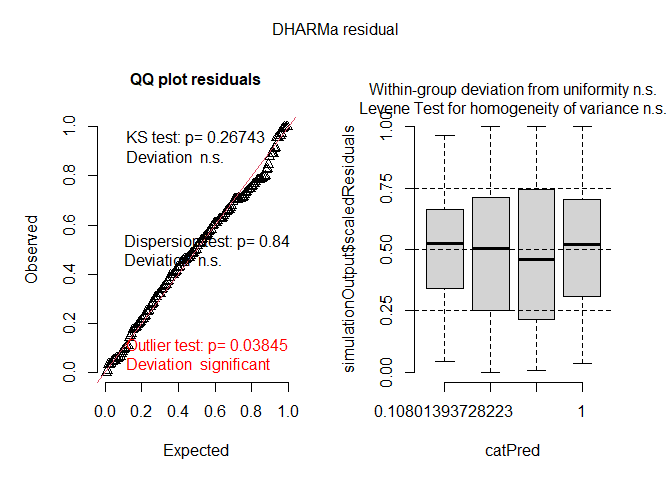 DHARMa residual
QQ plot residuals
KS test: p= 0.26743
Deviation n.s.
Dispersion test: p= 0.84
Deviation n.s.
Outlier test: p= 0.03845
Deviation significant
Observed
0.0 0.2 0.4 0.6 0.8 1.0
0.0 0.2 0.4 0.6 0.8 1.0
Expected
Within-group deviation from uniformity n.s.
Levene Test for homogeneity of variance n.s.
simulationOutput$scaledResiduals
0.00 0.25 0.50 0.75 1.00
0.10801393728223 1
catPred